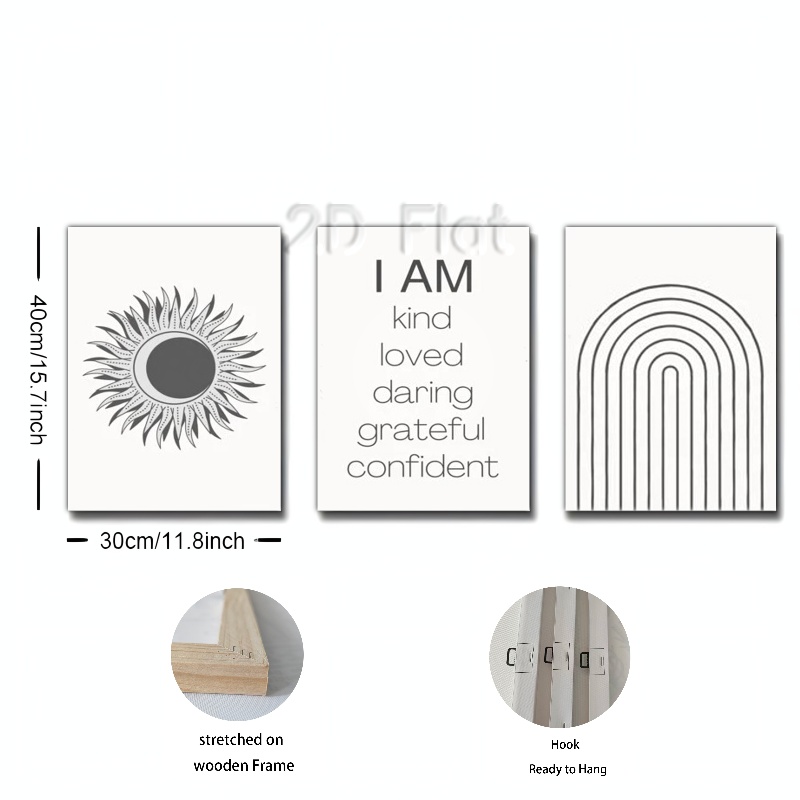 2D Flat
I AM
kind
loved
daring
grateful
confident
40cm/15.7inch
30cm/11.8inch
stretched on
wooden Frame
Hook
Ready to Hang